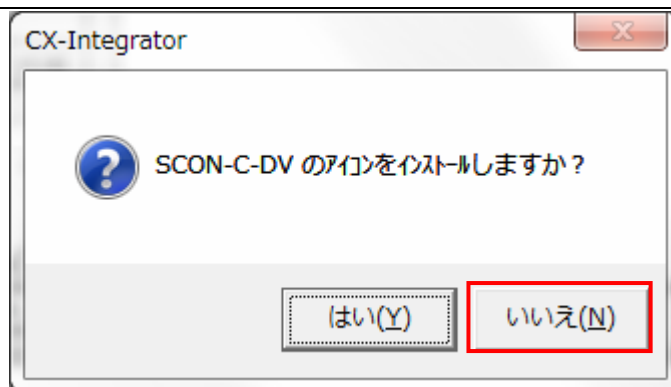 CX-Integrator
SCON-C-DV のｱｲｺﾝをｲﾝｽﾄｰﾙしますか？
はい(Y)
いいえ(N)